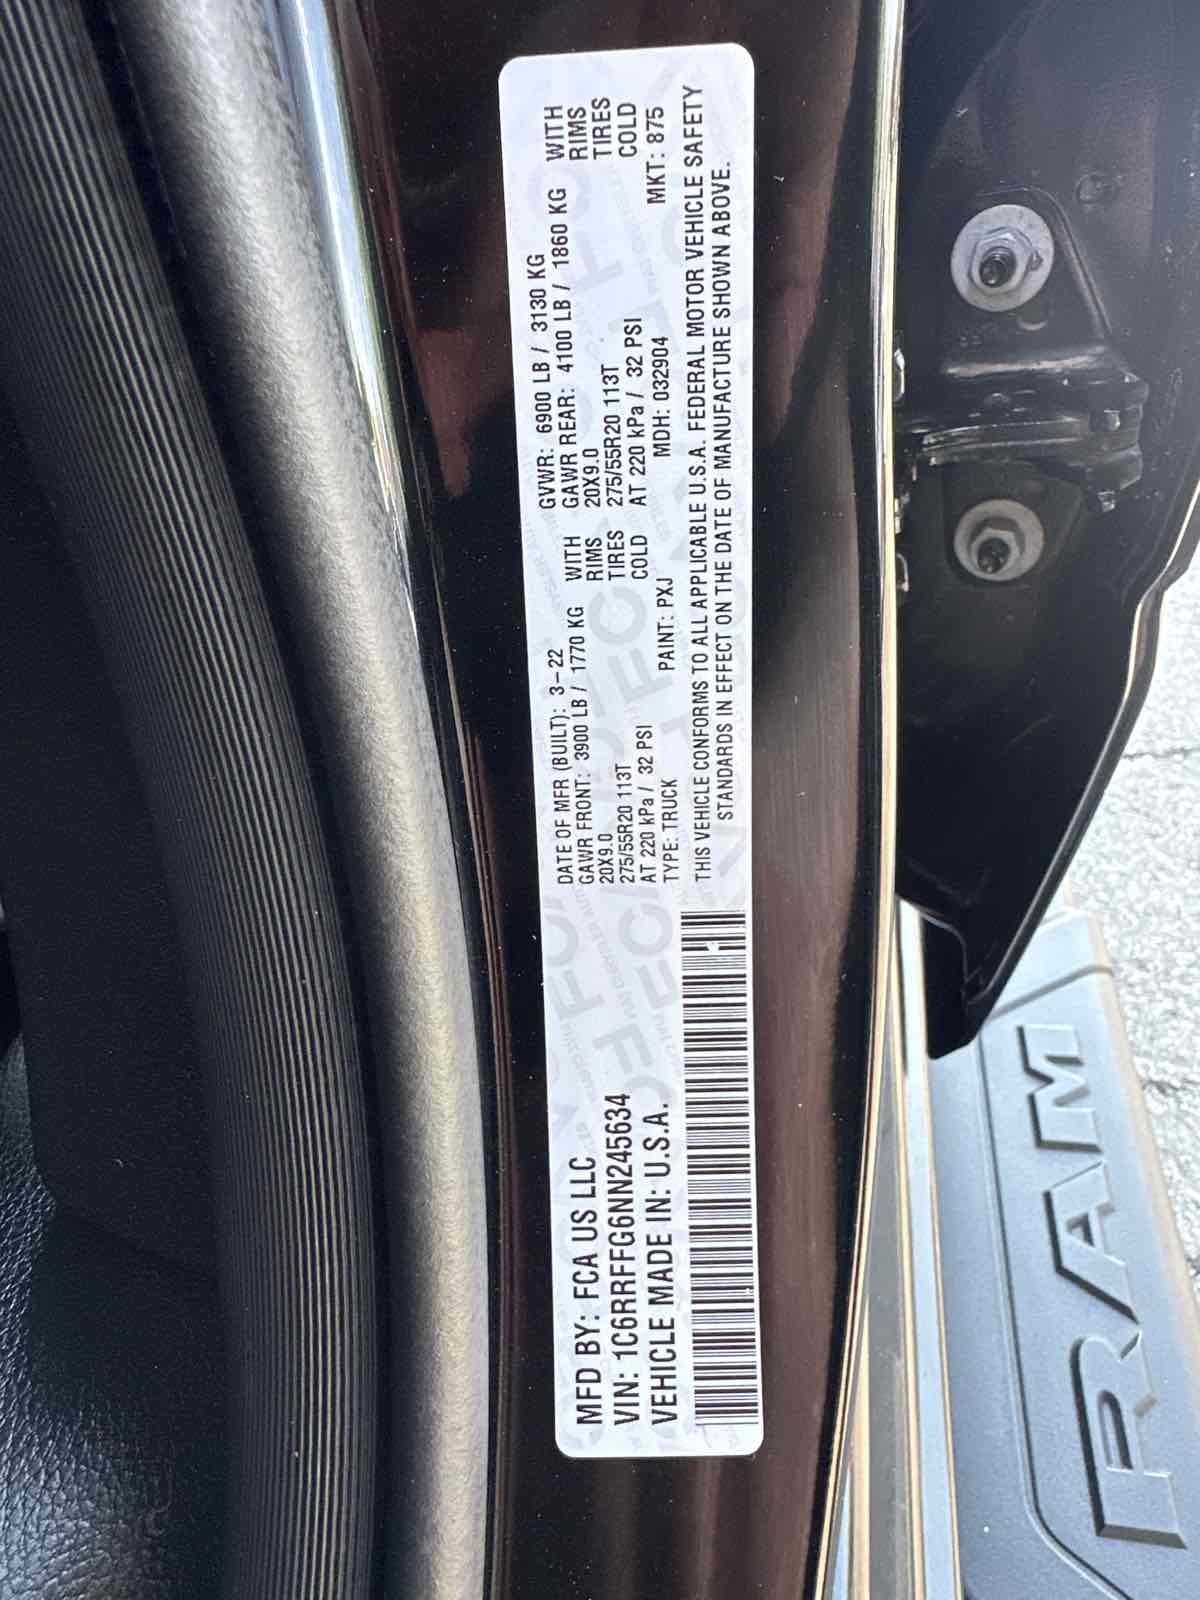 MFD BY: FCA US LLC
VIN: 1C6RRFFG6NN245634
VEHICLE MADE IN: U.S.A.
DATE OF MFR (BUILT): 3-22 GVWR: 6900 LB / 3130 KG
GAWR FRONT: 3900 LB / 1770 KG WITH GAWR REAR: 4100 LB / 1860 KG WITH
20X9.0 RIMS 20X9.0 RIMS
275/55R20 113T TIRES 275/55R20 113T TIRES
AT 220 kPa / 32 PSI COLD AT 220 kPa / 32 PSI COLD
TYPE: TRUCK PAINT: PXJ MDH: 032904 MKT: 875
THIS VEHICLE CONFORMS TO ALL APPLICABLE U.S.A. FEDERAL MOTOR VEHICLE SAFETY
STANDARDS IN EFFECT ON THE DATE OF MANUFACTURE SHOWN ABOVE.
RAM